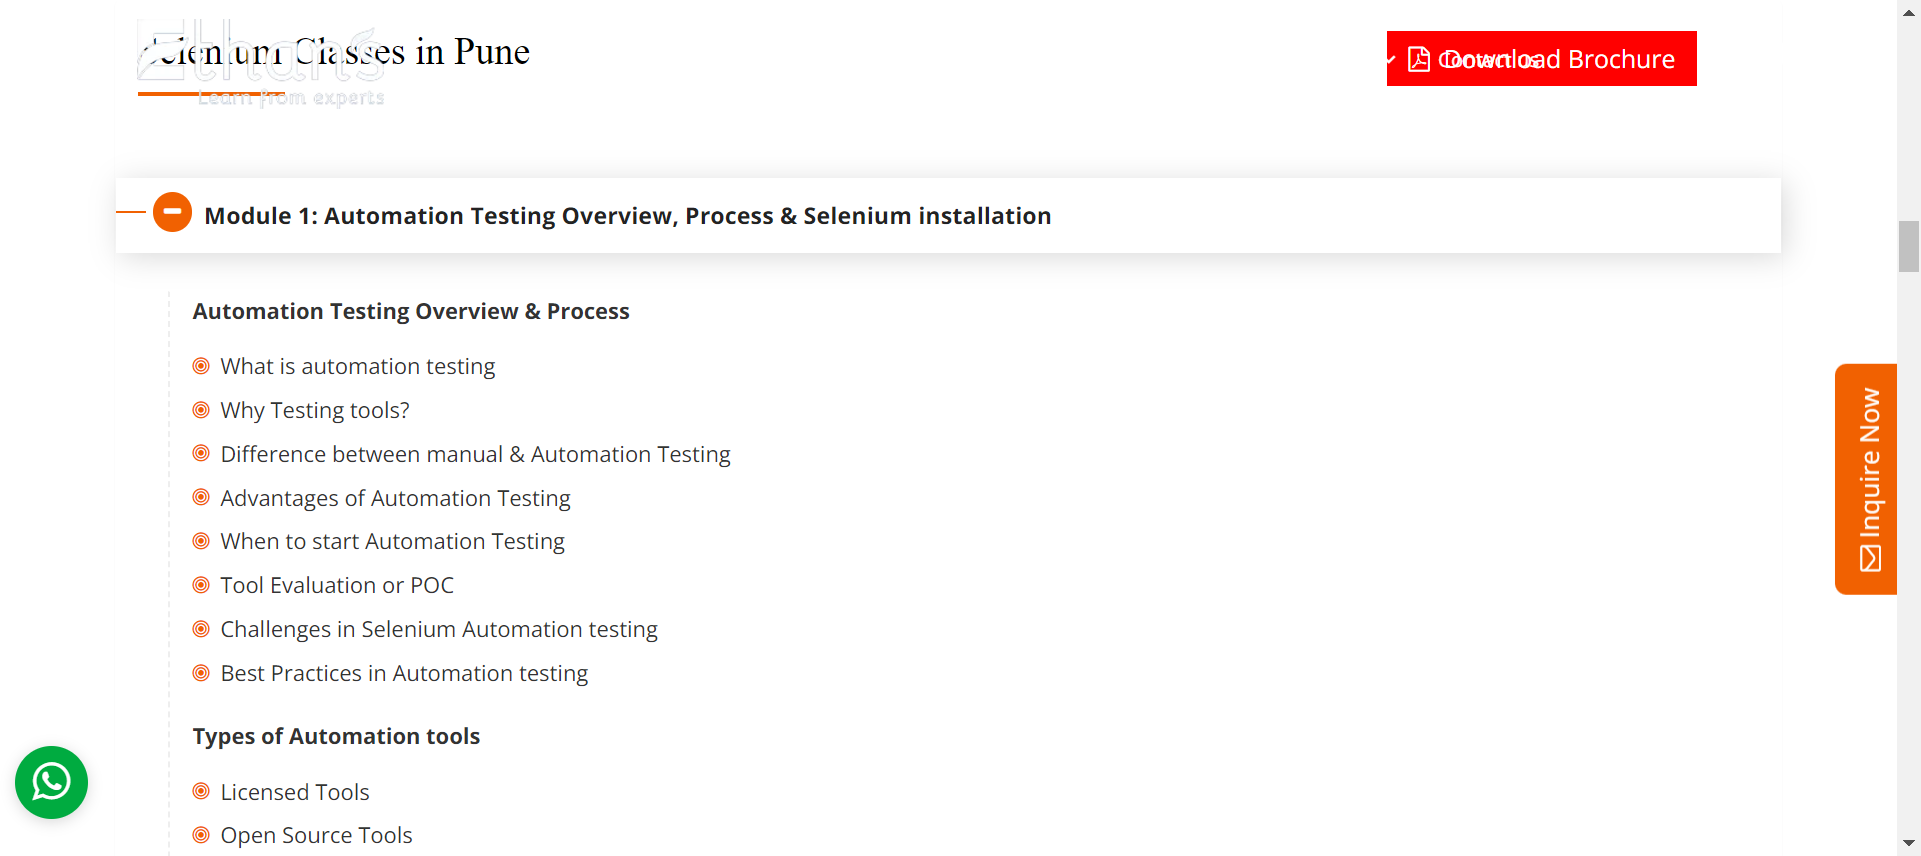 Selenium Classes in Pune
Ethans
Learn from experts
Contact us
Download Brochure
Module 1: Automation Testing Overview, Process & Selenium installation
Automation Testing Overview & Process
What is automation testing
Why Testing tools?
Difference between manual & Automation Testing
Advantages of Automation Testing
When to start Automation Testing
Tool Evaluation or POC
Challenges in Selenium Automation testing
Best Practices in Automation testing
Types of Automation tools
Licensed Tools
Open Source Tools
Inquire Now